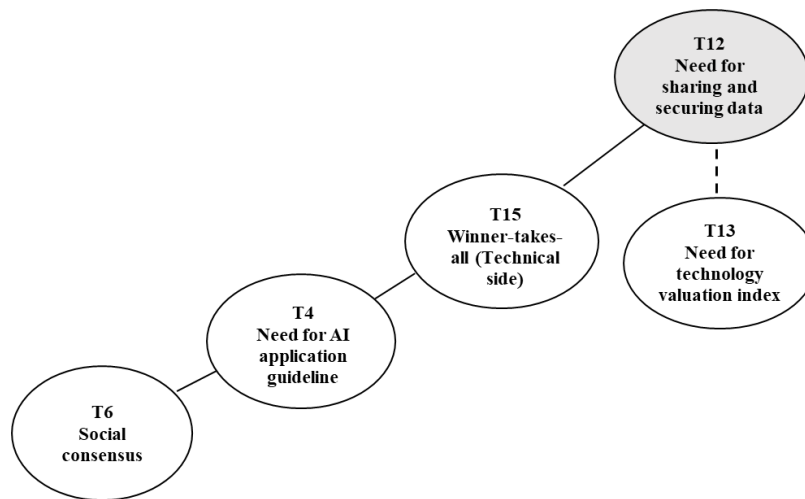 T12
Need for
sharing and
securing data
T15
Winner-takes-
all (Technical
side)
T13
Need for
technology
valuation index
T4
Need for AI
application
guideline
T6
Social
consensus